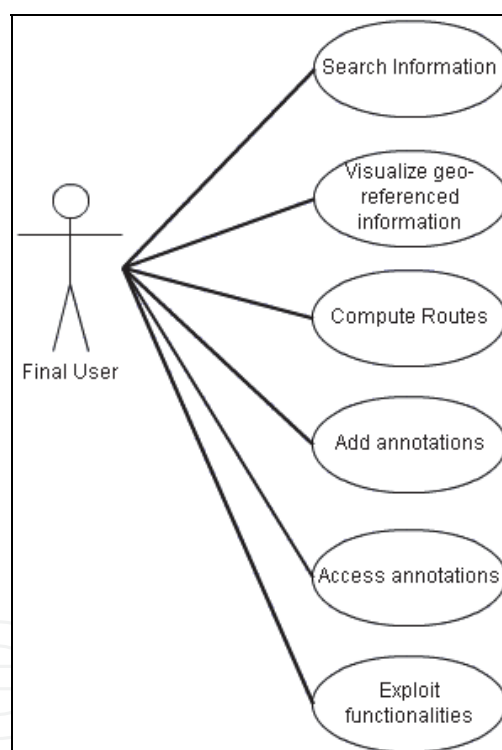 Search Information
Visualize geo-
referenced
information
Compute Routes
Final User
Add annotations
Access annotations
Exploit
functionalities